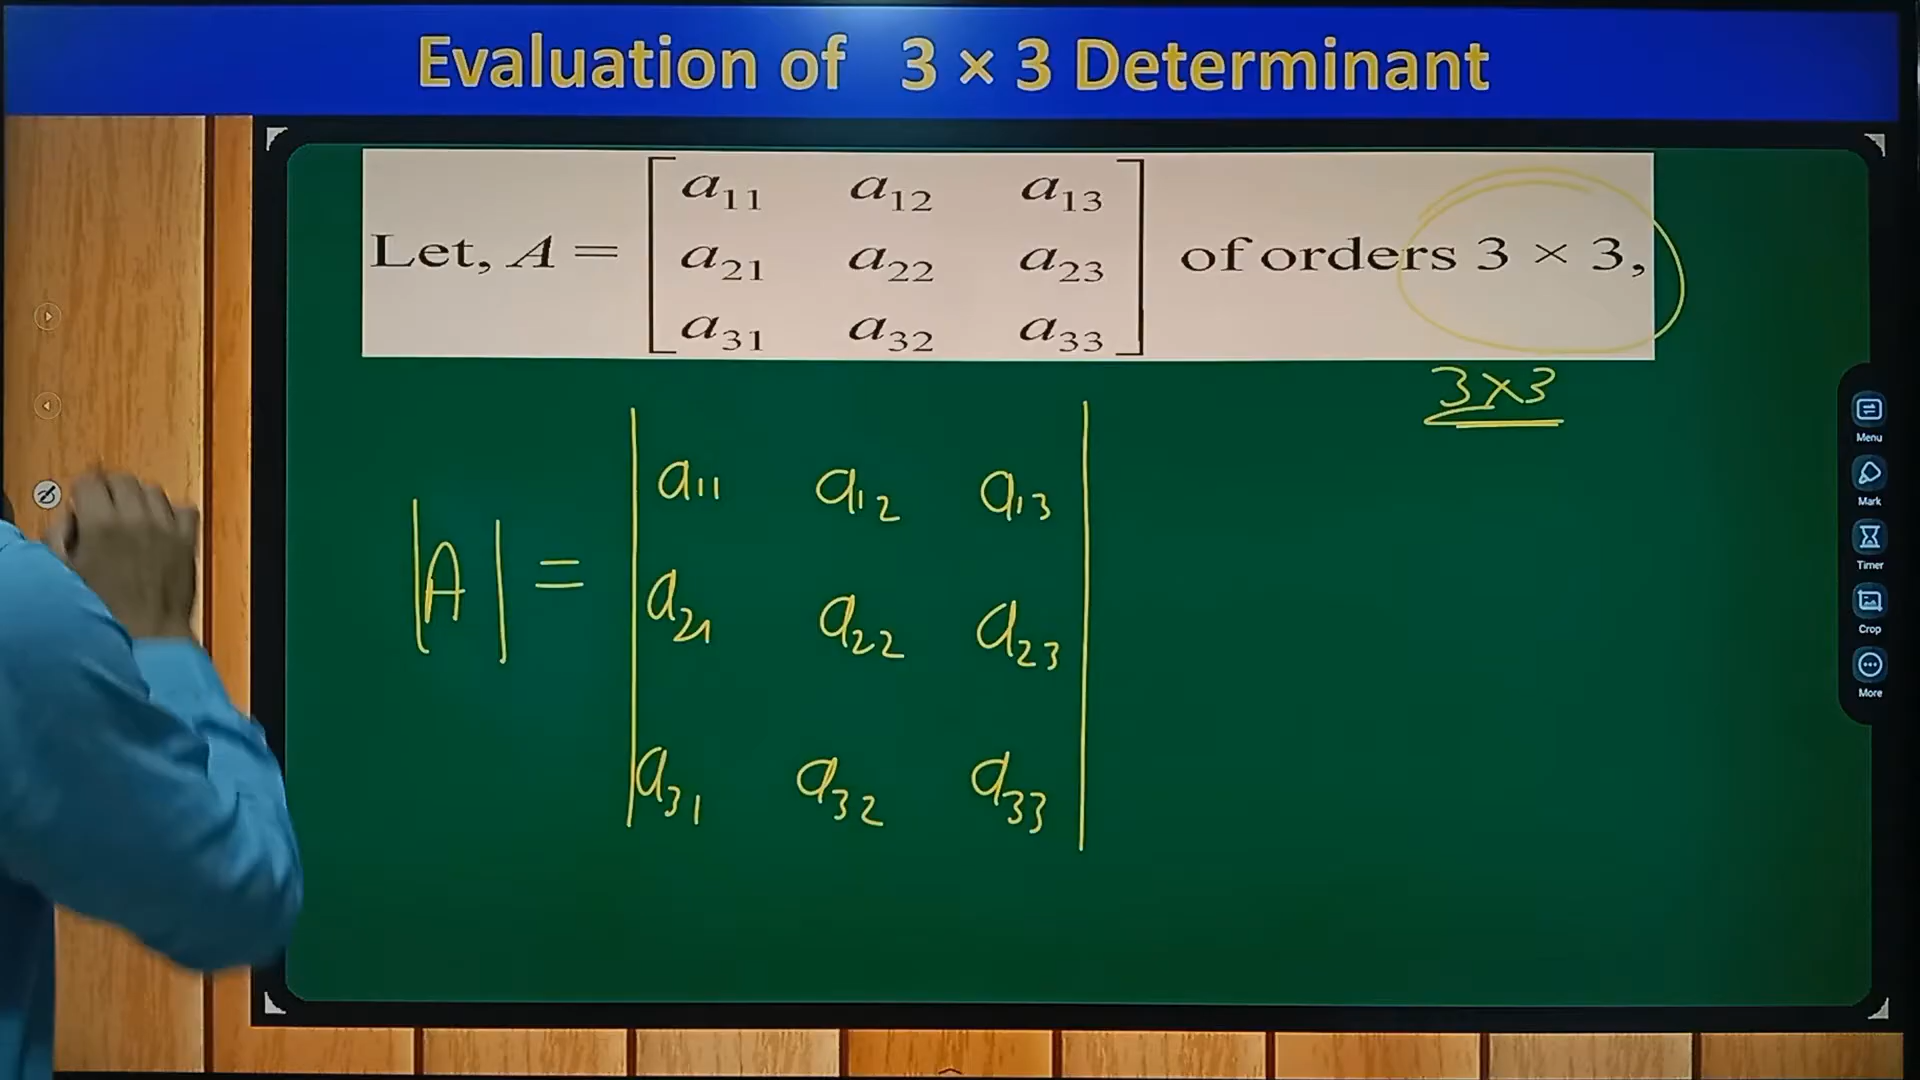 Evaluation of 3 × 3 Determinant
a₁₁ a₁₂ a₁₃
Let, A = a₂₁ a₂₂ a₂₃ of orders 3 × 3,
a₃₁ a₃₂ a₃₃
3×3
a₁₁ a₁₂ a₁₃
|A| = a₂₁ a₂₂ a₂₃
a₃₁ a₃₂ a₃₃
Menu
Mark
Timer
Crop
More